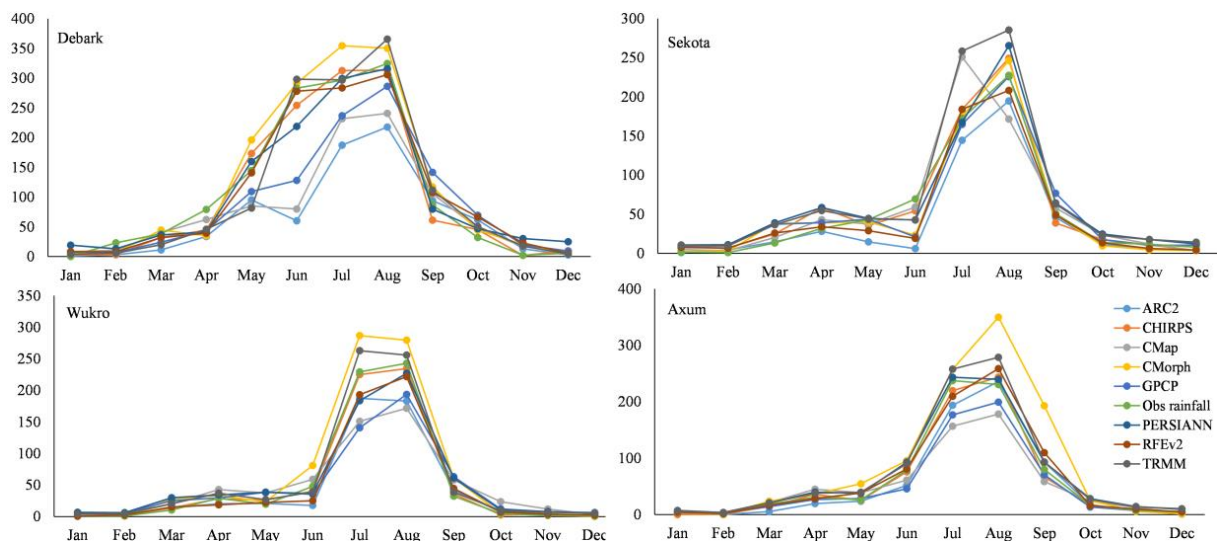 Debark
400
350
300
250
200
150
100
50
0
Jan Feb Mar Apr May Jun Jul Aug Sep Oct Nov Dec
Sekota
300
250
200
150
100
50
0
Jan Feb Mar Apr May Jun Jul Aug Sep Oct Nov Dec
Wukro
350
300
250
200
150
100
50
0
Jan Feb Mar Apr May Jun Jul Aug Sep Oct Nov Dec
Axum
400
300
200
100
0
Jan Feb Mar Apr May Jun Jul Aug Sep Oct Nov Dec
ARC2
CHIRPS
CMap
CMorph
GPCP
Obs rainfall
PERSIANN
RFEv2
TRMM